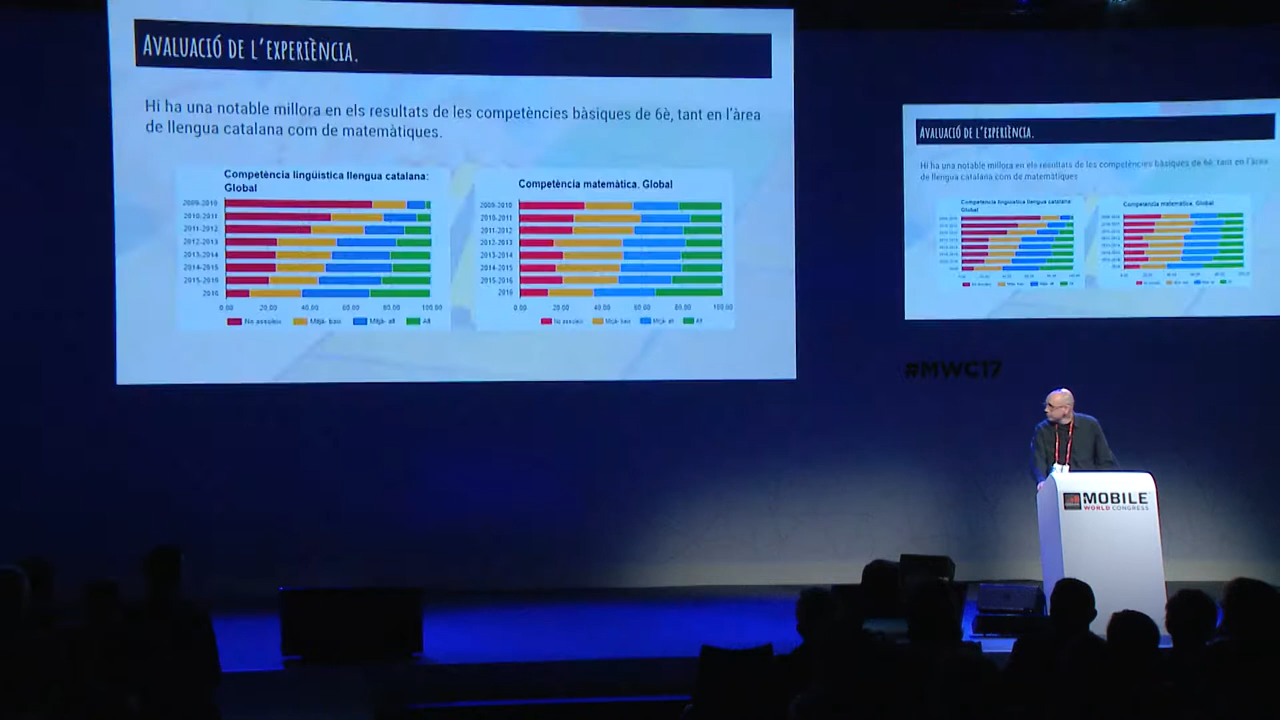 AVALUACIÓ DE L'EXPERIÈNCIA.
Hi ha una notable millora en els resultats de les competències bàsiques de 6è, tant en l'àrea
de llengua catalana com de matemàtiques.
Competència lingüística llengua catalana:
Global
2009-2010
2010-2011
2011-2012
2012-2013
2013-2014
2014-2015
2015-2016
2016
0.00 20.00 40.00 60.00 80.00 100.00
No assoleix Mitjà- baix Mitjà- alt Alt
Competència matemàtica. Global
2009-2010
2010-2011
2011-2012
2012-2013
2013-2014
2014-2015
2015-2016
2016
0.00 20.00 40.00 60.00 80.00 100.00
No assoleix Mitjà- baix Mitjà- alt Alt
AVALUACIÓ DE L'EXPERIÈNCIA.
Hi ha una notable millora en els resultats de les competències bàsiques de 6è, tant en l'àrea
de llengua catalana com de matemàtiques
Competència lingüística llengua catalana:
Global
Competència matemàtica. Global
#MWC17
MOBILE
WORLD CONGRESS